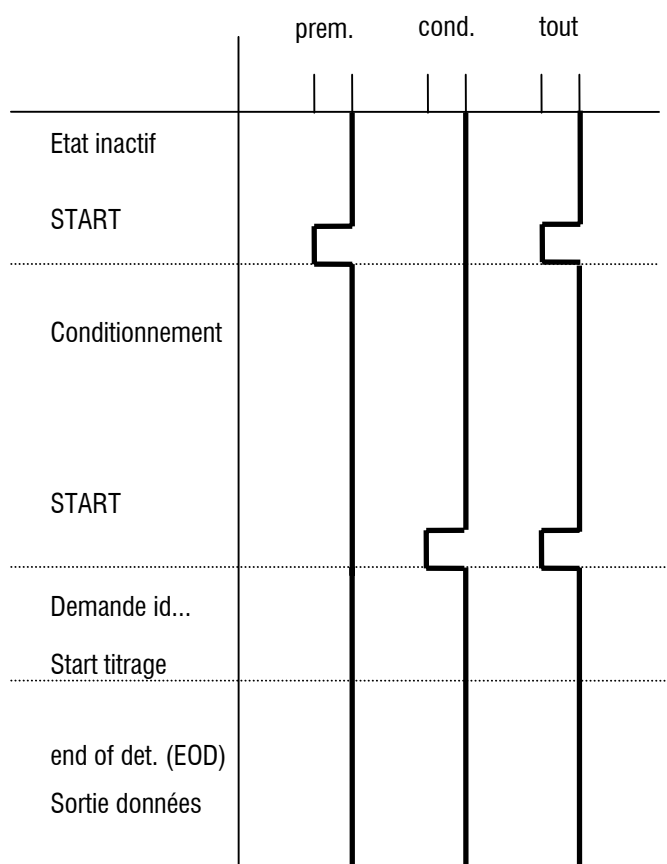 prem. cond. tout
Etat inactif
START
Conditionnement
START
Demande id...
Start titrage
end of det. (EOD)
Sortie données